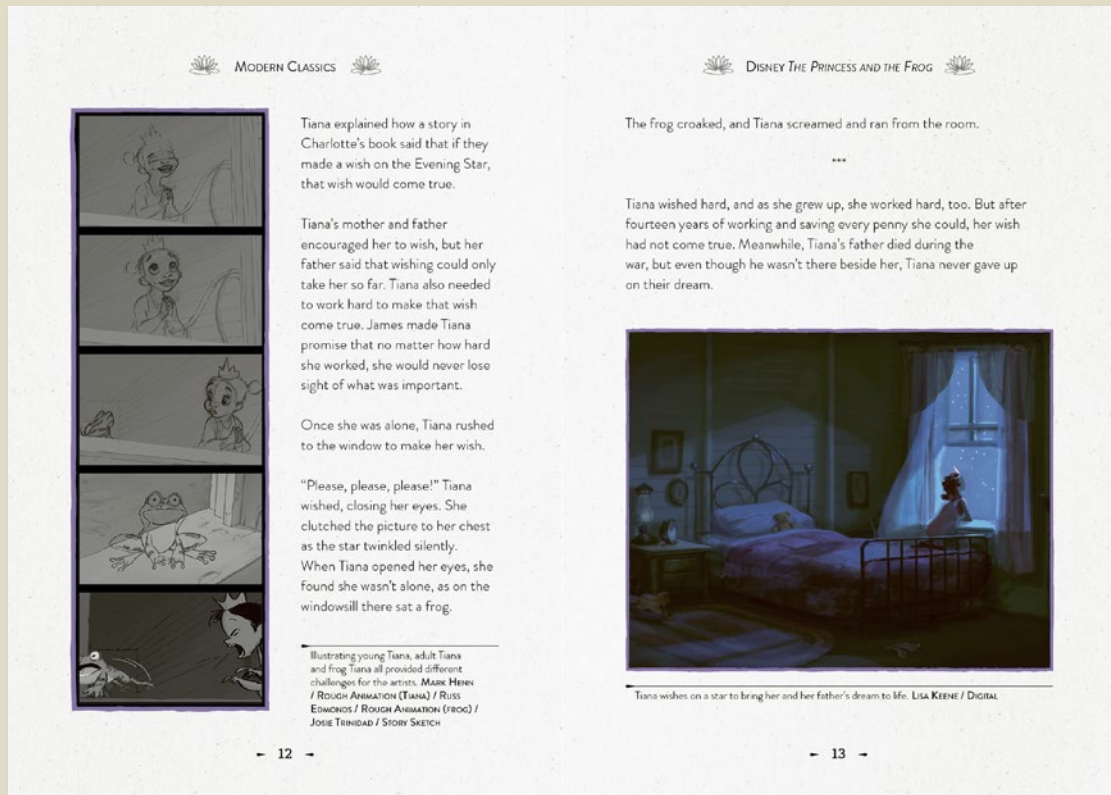 MODERN CLASSICS
Tiana explained how a story in
Charlotte's book said that if they
made a wish on the Evening Star,
that wish would come true.
Tiana's mother and father
encouraged her to wish, but her
father said that wishing could only
take her so far. Tiana also needed
to work hard to make that wish
come true. James made Tiana
promise that no matter how hard
she worked, she would never lose
sight of what was important.
Once she was alone, Tiana rushed
to the window to make her wish.
“Please, please, please!” Tiana
wished, closing her eyes. She
clutched the picture to her chest
as the star twinkled silently.
When Tiana opened her eyes, she
found she wasn't alone, as on the
windowsill there sat a frog.
Illustrating young Tiana, adult Tiana
and frog Tiana all provided different
challenges for the artists. MARK HENN
/ ROUGH ANIMATION (TIANA) / RUSS
EDMONDS / ROUGH ANIMATION (FROG) /
JOSIE TRINIDAD / STORY SKETCH
12
DISNEY THE PRINCESS AND THE FROG
The frog croaked, and Tiana screamed and ran from the room.
***
Tiana wished hard, and as she grew up, she worked hard, too. But after
fourteen years of working and saving every penny she could, her wish
had not come true. Meanwhile, Tiana's father died during the
war, but even though he wasn't there beside her, Tiana never gave up
on their dream.
Tiana wishes on a star to bring her and her father's dream to life. LISA KEENE / DIGITAL
13